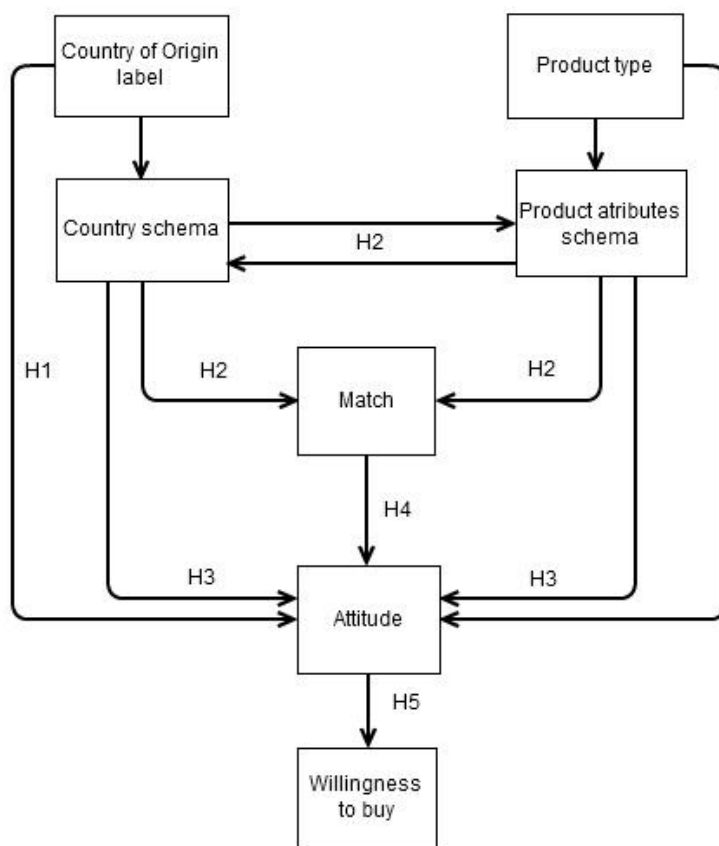 Country of Origin
label
Product type
Country schema
Product atributes
schema
H2
H1
H2
H2
Match
H4
H3
H3
Attitude
H5
Willingness
to buy